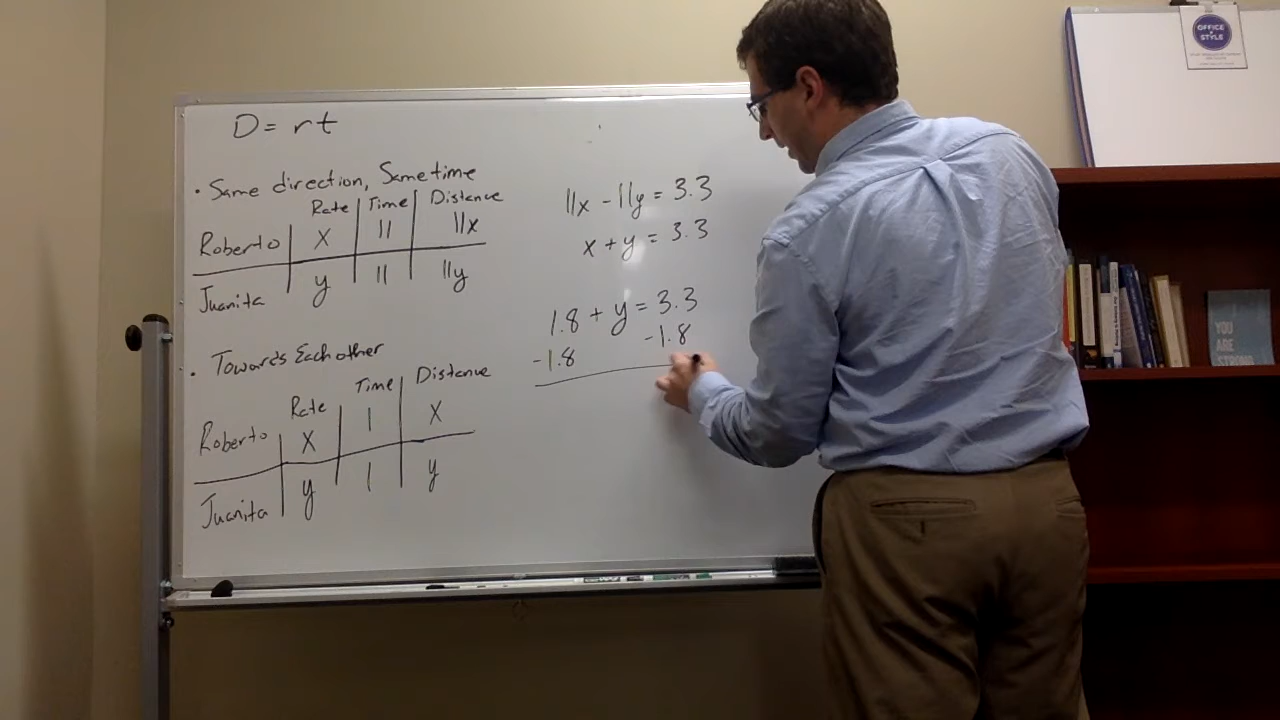 D = rt
• Same direction, Same time
Rate Time Distance
Roberto x 11 11x
Juanita y 11 11y
• Towards Each other
Rate Time Distance
Roberto x 1 x
Juanita y 1 y
11x - 11y = 3.3
x + y = 3.3
1.8 + y = 3.3
-1.8 -1.8
OFFICE
STYLE
YOU
ARE
STRONG